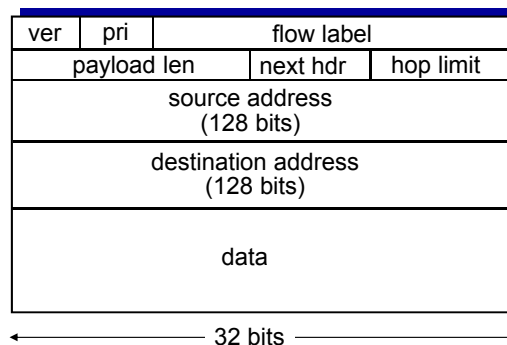 ver pri flow label
payload len next hdr hop limit
source address
(128 bits)
destination address
(128 bits)
data
32 bits